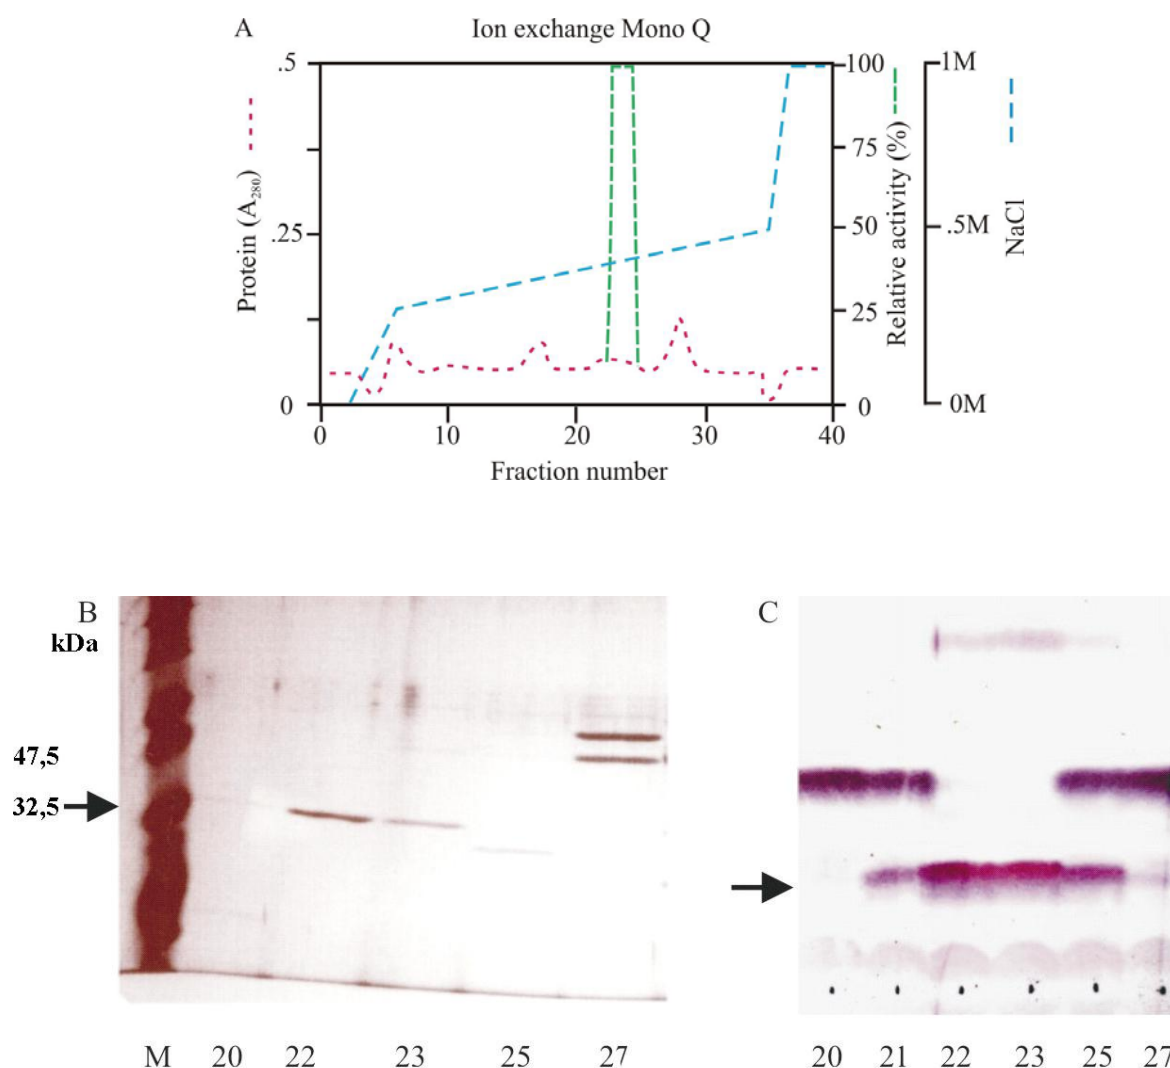 A
Ion exchange Mono Q
.5
.25
0
Protein (A₂₈₀)
100
75
50
25
0
Relative activity (%)
1M
.5M
0M
NaCl
0 10 20 30 40
Fraction number
B
kDa
47,5
32,5
M 20 22 23 25 27
C
20 21 22 23 25 27